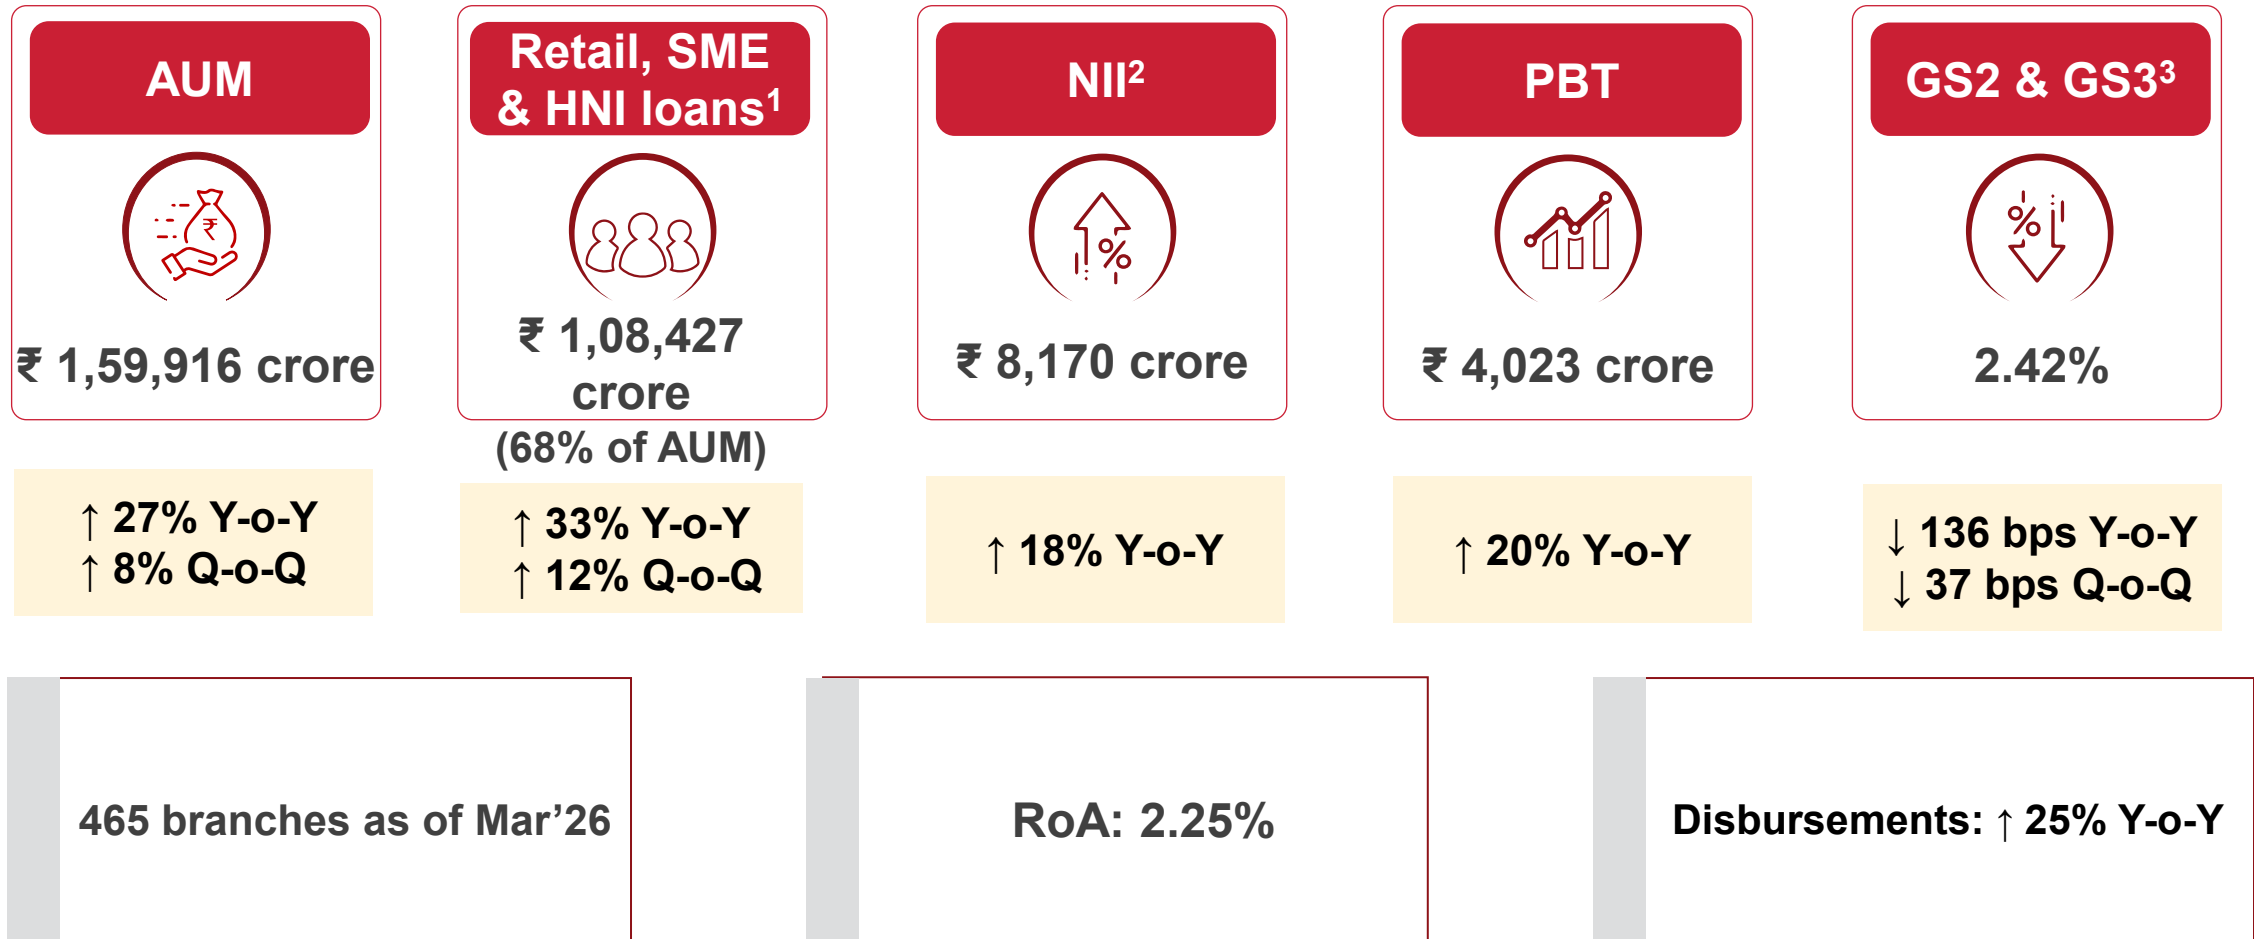 AUM
₹ 1,59,916 crore
↑ 27% Y-o-Y
↑ 8% Q-o-Q
Retail, SME
& HNI loans¹
₹ 1,08,427
crore
(68% of AUM)
↑ 33% Y-o-Y
↑ 12% Q-o-Q
NII²
₹ 8,170 crore
↑ 18% Y-o-Y
PBT
₹ 4,023 crore
↑ 20% Y-o-Y
GS2 & GS3³
2.42%
↓ 136 bps Y-o-Y
↓ 37 bps Q-o-Q
465 branches as of Mar’26
RoA: 2.25%
Disbursements: ↑ 25% Y-o-Y